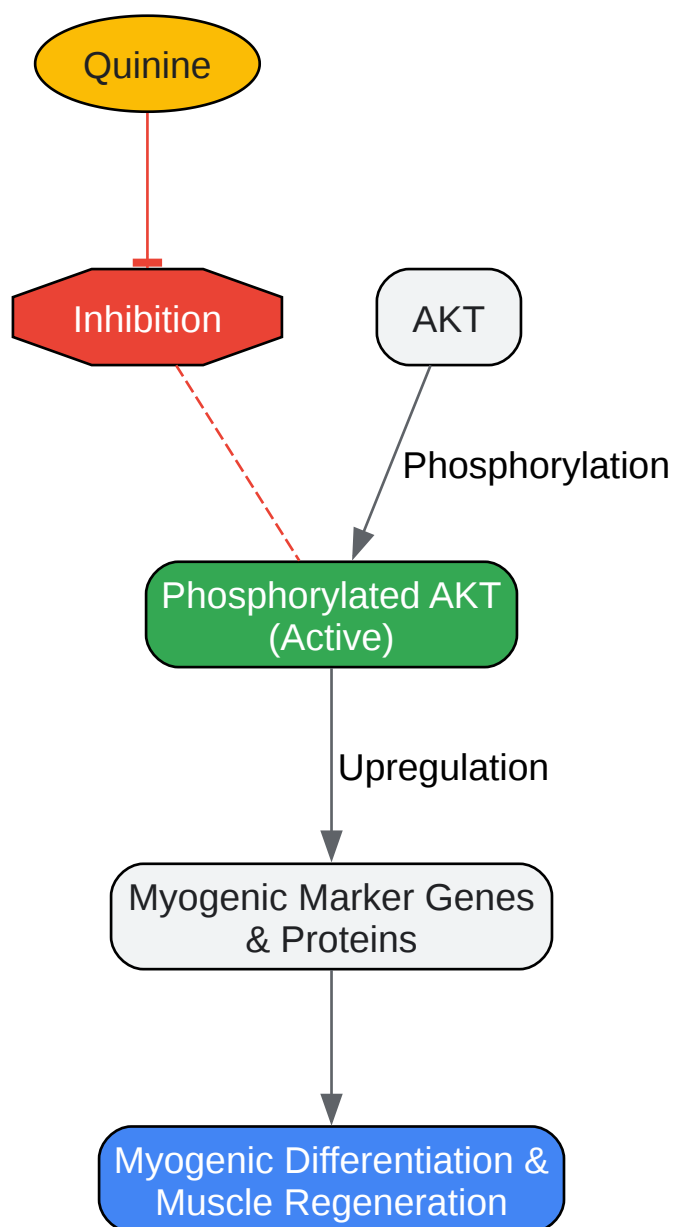 Quinine
Inhibition
AKT
Phosphorylation
Phosphorylated AKT
(Active)
Upregulation
Myogenic Marker Genes
& Proteins
Myogenic Differentiation &
Muscle Regeneration